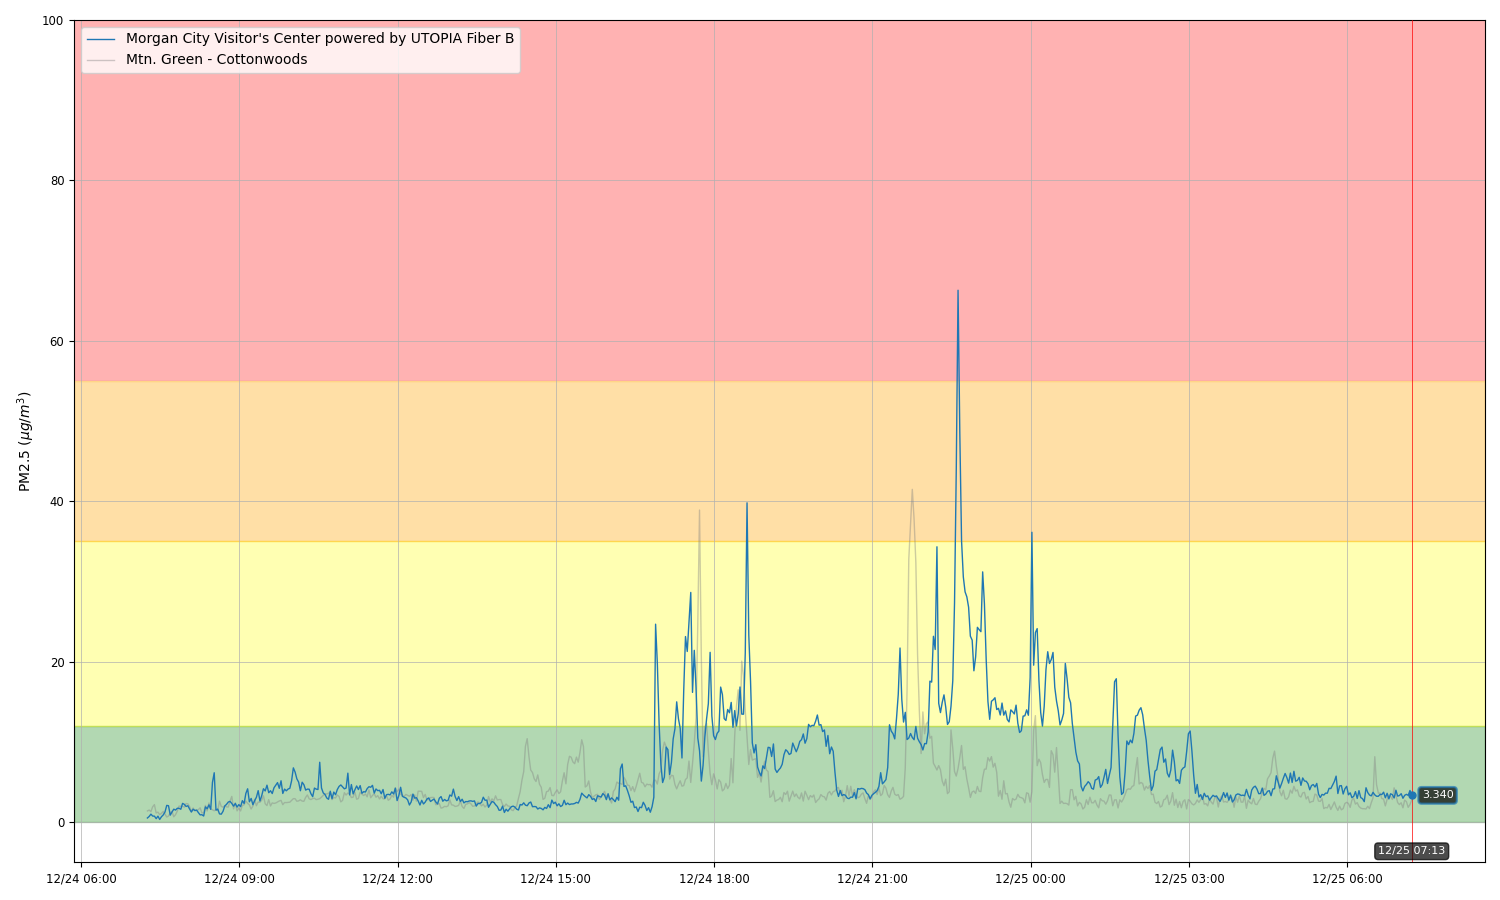 100
Morgan City Visitor's Center powered by UTOPIA Fiber B
Mtn. Green - Cottonwoods
80
60
PM2.5 (μg/m³)
40
20
3.340
0
12/25 07:13
12/24 06:00 12/24 09:00 12/24 12:00 12/24 15:00 12/24 18:00 12/24 21:00 12/25 00:00 12/25 03:00 12/25 06:00